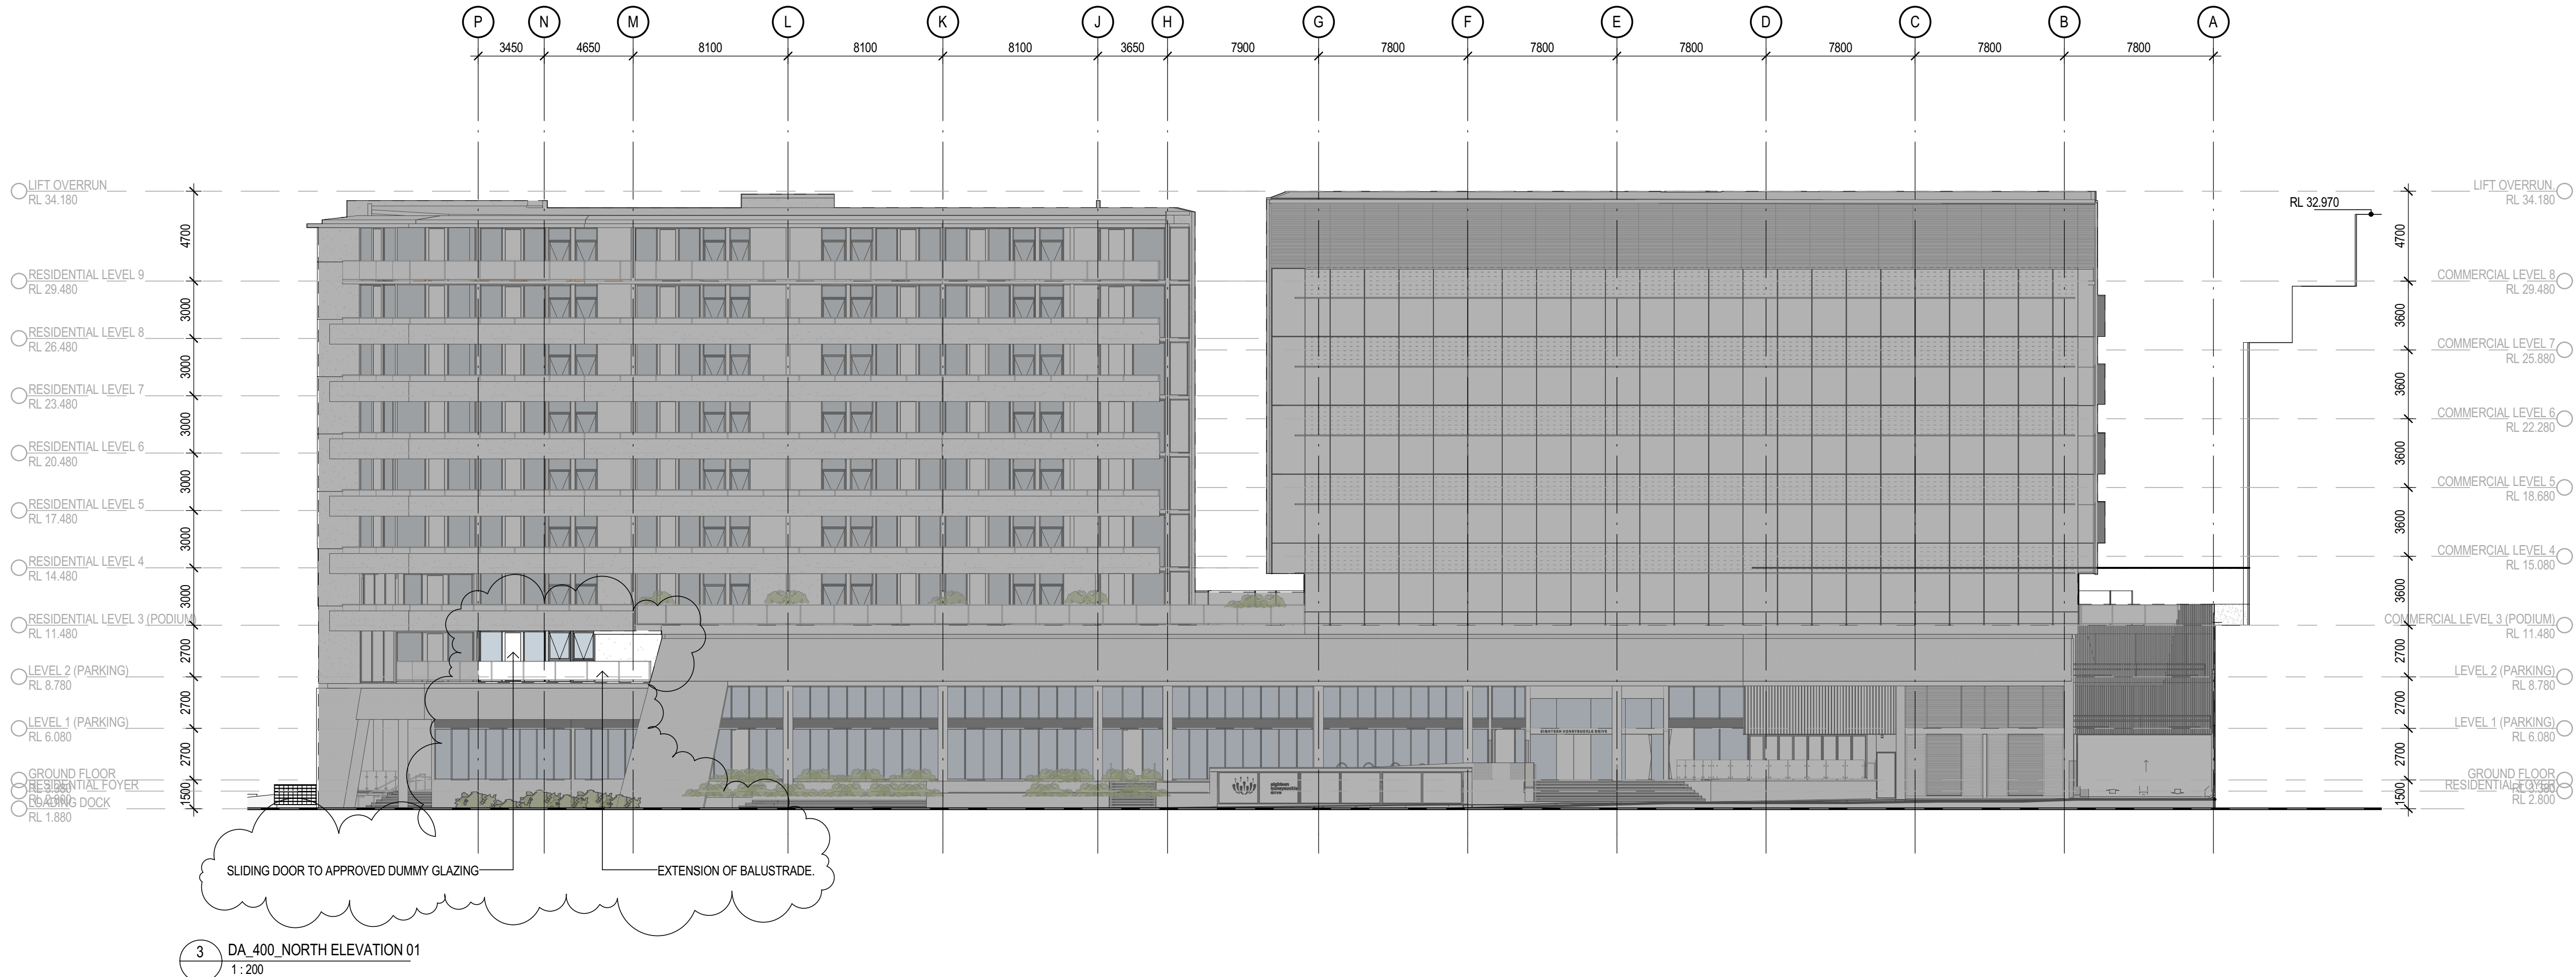 P N M L K J H G F E D C B A
3450 4650 8100 8100 8100 3650 7900 7800 7800 7800 7800 7800 7800
LIFT OVERRUN
RL 34.180
4700
RESIDENTIAL LEVEL 9
RL 29.480
3000
RESIDENTIAL LEVEL 8
RL 26.480
3000
RESIDENTIAL LEVEL 7
RL 23.480
3000
RESIDENTIAL LEVEL 6
RL 20.480
3000
RESIDENTIAL LEVEL 5
RL 17.480
3000
RESIDENTIAL LEVEL 4
RL 14.480
3000
RESIDENTIAL LEVEL 3 (PODIUM
RL 11.480
2700
LEVEL 2 (PARKING)
RL 8.780
2700
LEVEL 1 (PARKING)
RL 6.080
2700
GROUND FLOOR
RESIDENTIAL FOYER
1500
LOADING DOCK
RL 1.880
RL 32.970
LIFT OVERRUN
RL 34.180
4700
COMMERCIAL LEVEL 8
RL 29.480
3600
COMMERCIAL LEVEL 7
RL 25.880
3600
COMMERCIAL LEVEL 6
RL 22.280
3600
COMMERCIAL LEVEL 5
RL 18.680
3600
COMMERCIAL LEVEL 4
RL 15.080
3600
COMMERCIAL LEVEL 3 (PODIUM)
RL 11.480
2700
LEVEL 2 (PARKING)
RL 8.780
2700
LEVEL 1 (PARKING)
RL 6.080
2700
GROUND FLOOR
RESIDENTIAL FOYER
RL 2.800
1500
EIGHTEEN HONEYSUCKLE DRIVE
eighteen
honeysuckle
drive
SLIDING DOOR TO APPROVED DUMMY GLAZING
EXTENSION OF BALUSTRADE.
3 DA_400_NORTH ELEVATION 01
1 : 200